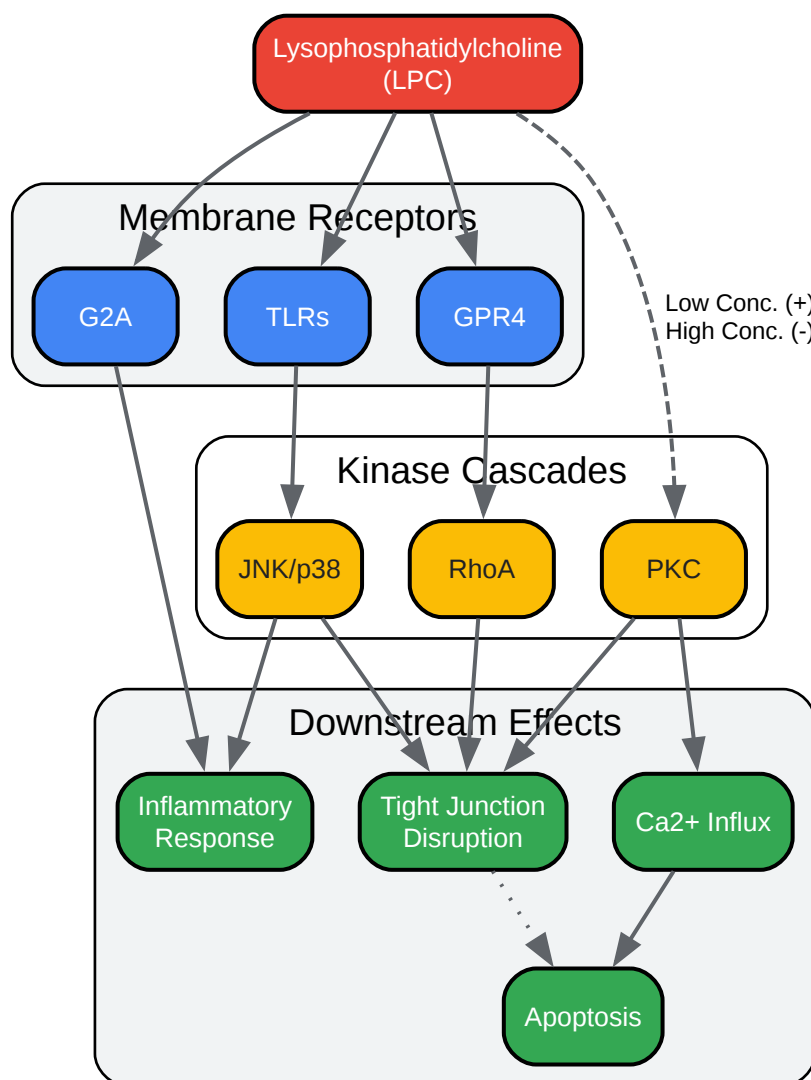 Lysophosphatidylcholine
(LPC)
Membrane Receptors
G2A
TLRs
GPR4
Low Conc. (+)
High Conc. (-)
Kinase Cascades
JNK/p38
RhoA
PKC
Downstream Effects
Inflammatory
Response
Tight Junction
Disruption
Ca2+ Influx
Apoptosis